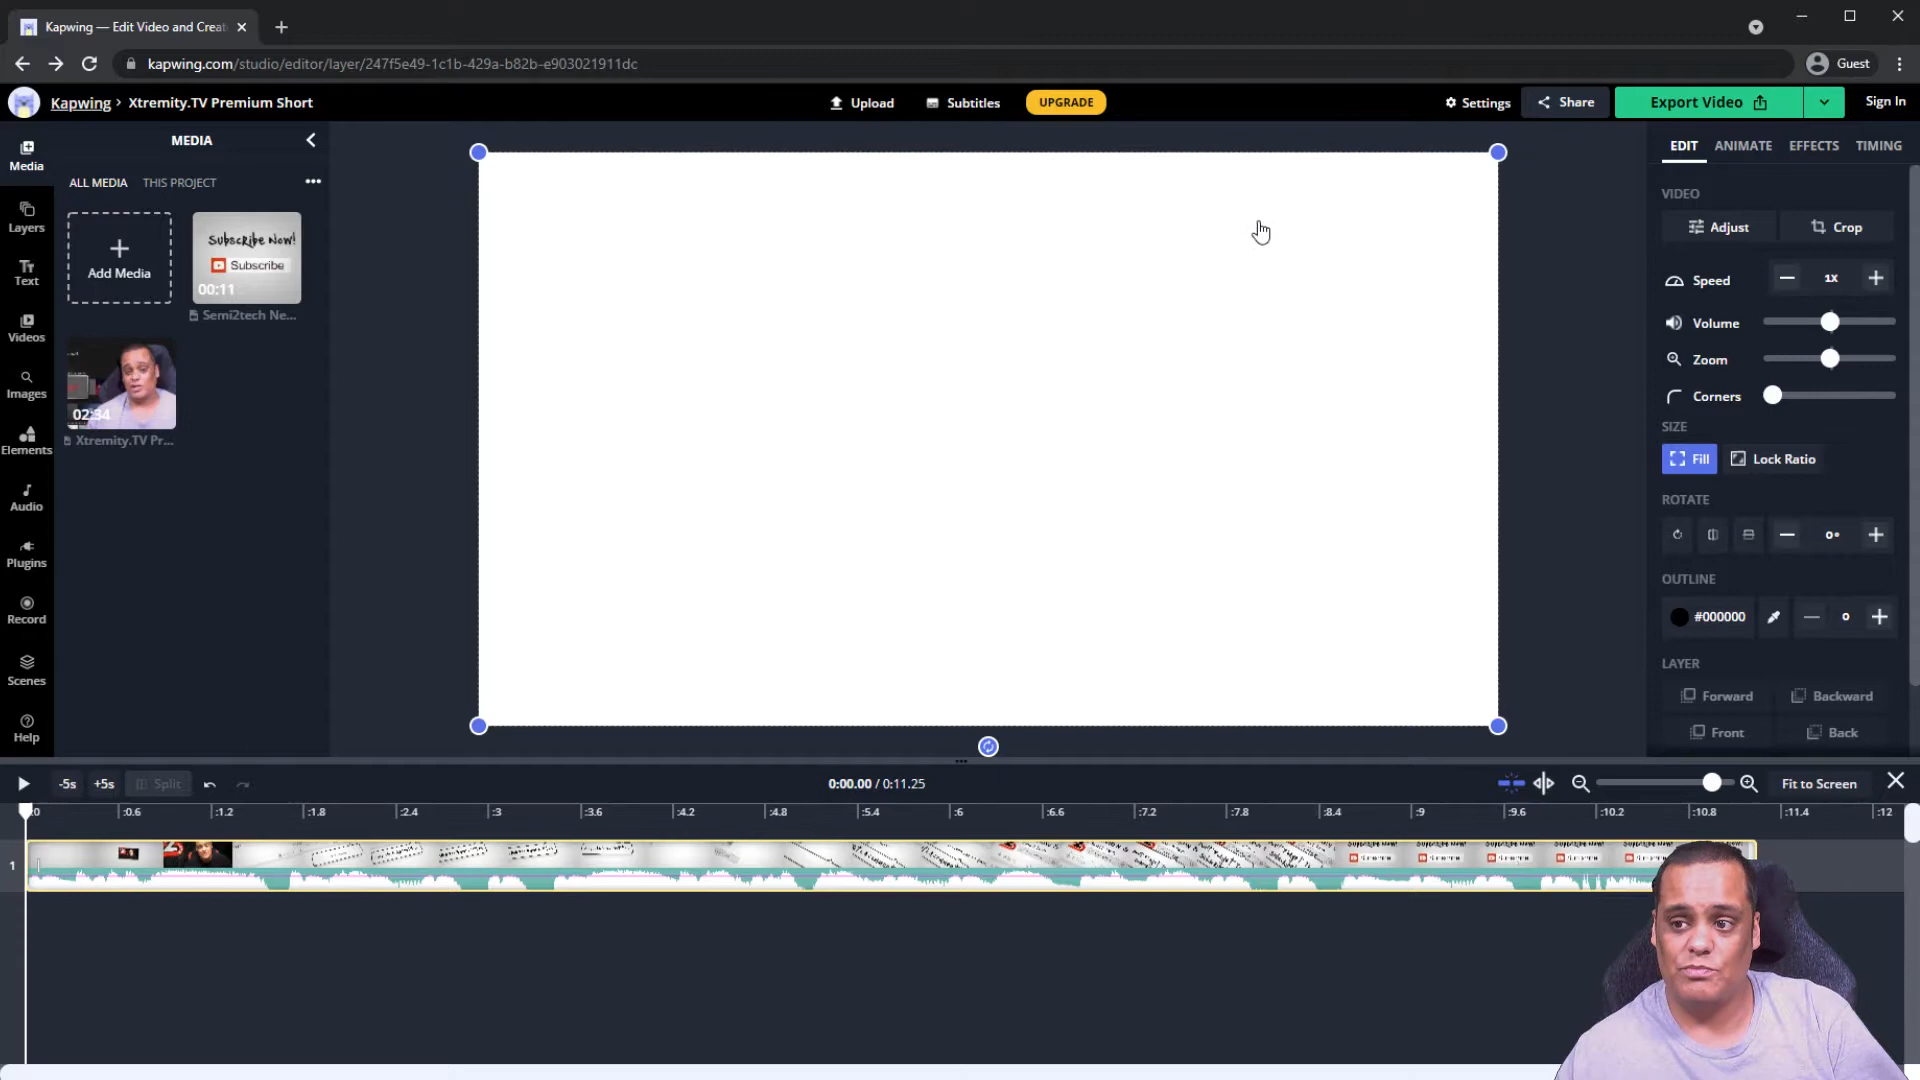 Kapwing — Edit Video and Creat
kapwing.com/studio/editor/layer/247f5e49-1c1b-429a-b82b-e903021911dc
Guest
Kapwing › Xtremity.TV Premium Short
Upload
Subtitles
UPGRADE
Settings
Share
Export Video
Sign In
Media
Layers
Text
Videos
Images
Elements
Audio
Plugins
Record
Scenes
Help
MEDIA
ALL MEDIA THIS PROJECT
Add Media
Subscribe Now!
Subscribe
00:11
Semi2tech Ne...
02:34
Xtremity.TV Pr...
EDIT ANIMATE EFFECTS TIMING
VIDEO
Adjust Crop
Speed 1X
Volume
Zoom
Corners
SIZE
Fill Lock Ratio
ROTATE
0°
OUTLINE
#000000 0
LAYER
Forward Backward
Front Back
-5s +5s Split
0:00.00 / 0:11.25
Fit to Screen
:0 :0.6 :1.2 :1.8 :2.4 :3 :3.6 :4.2 :4.8 :5.4 :6 :6.6 :7.2 :7.8 :8.4 :9 :9.6 :10.2 :10.8 :11.4 :12
1